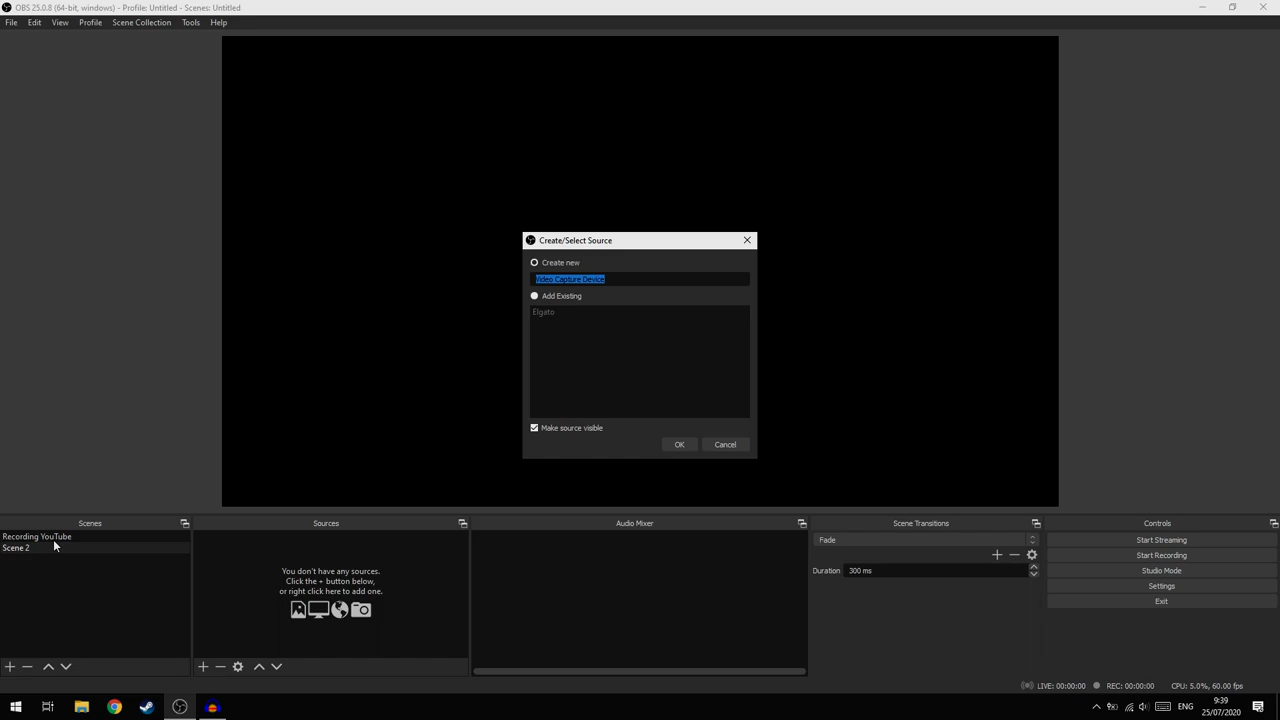 OBS 25.0.8 (64-bit, windows) - Profile: Untitled - Scenes: Untitled
File Edit View Profile Scene Collection Tools Help
Create/Select Source
Create new
Video Capture Device
Add Existing
Elgato
Make source visible
OK Cancel
Scenes
Recording YouTube
Scene 2
Sources
You don't have any sources.
Click the + button below,
or right click here to add one.
Audio Mixer
Scene Transitions
Fade
Duration 300 ms
Controls
Start Streaming
Start Recording
Studio Mode
Settings
Exit
LIVE: 00:00:00 REC: 00:00:00 CPU: 5.0%, 60.00 fps
ENG
9:39
25/07/2020